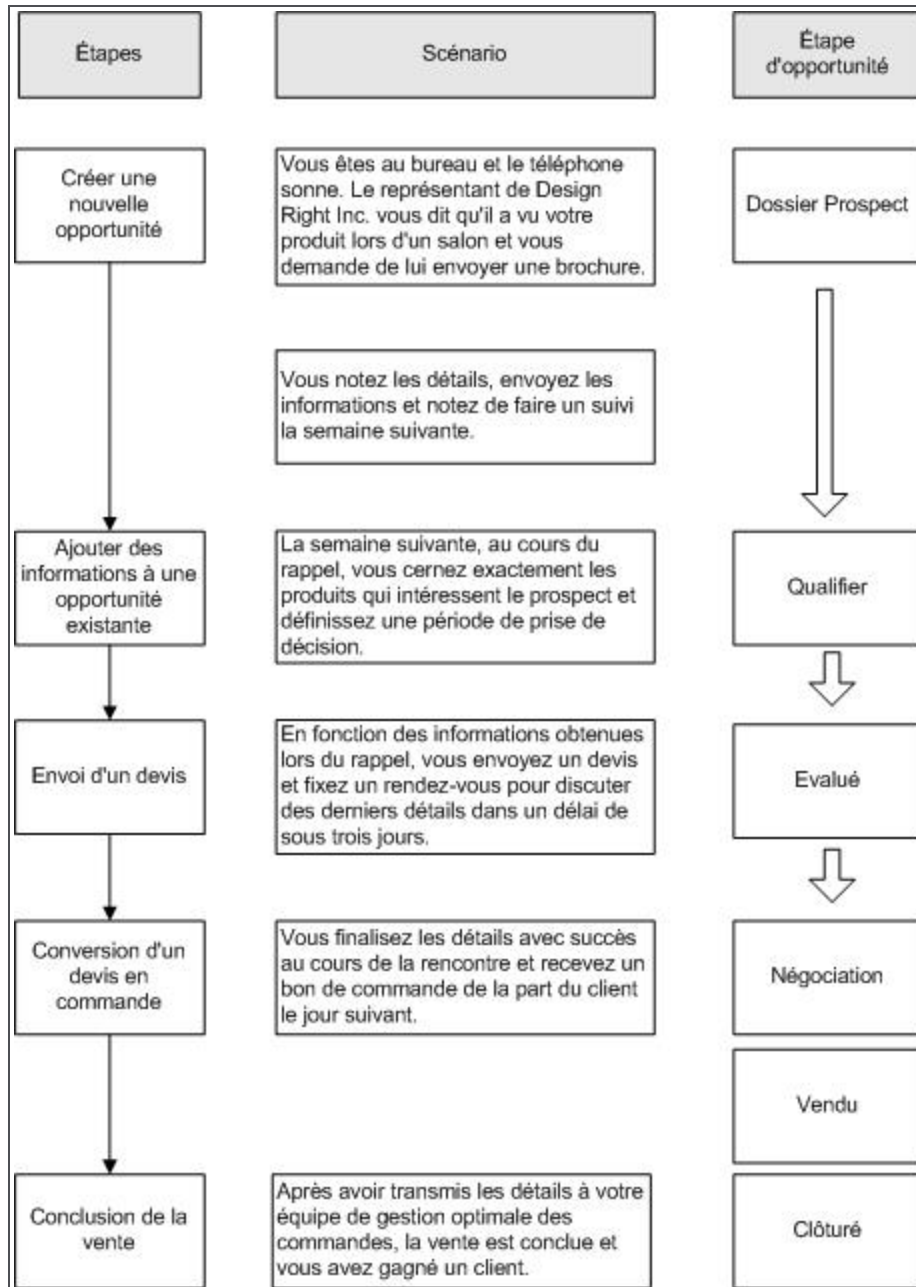 Étapes
Scénario
Étape
d'opportunité
Créer une
nouvelle
opportunité
Vous êtes au bureau et le téléphone
sonne. Le représentant de Design
Right Inc. vous dit qu'il a vu votre
produit lors d'un salon et vous
demande de lui envoyer une brochure.
Dossier Prospect
Vous notez les détails, envoyez les
informations et notez de faire un suivi
la semaine suivante.
Ajouter des
informations à une
opportunité
existante
La semaine suivante, au cours du
rappel, vous cernez exactement les
produits qui intéressent le prospect et
définissez une période de prise de
décision.
Qualifier
Envoi d'un devis
En fonction des informations obtenues
lors du rappel, vous envoyez un devis
et fixez un rendez-vous pour discuter
des derniers détails dans un délai de
sous trois jours.
Evalué
Conversion d'un
devis en
commande
Vous finalisez les détails avec succès
au cours de la rencontre et recevez un
bon de commande de la part du client
le jour suivant.
Négociation
Vendu
Conclusion de la
vente
Après avoir transmis les détails à votre
équipe de gestion optimale des
commandes, la vente est conclue et
vous avez gagné un client.
Clôturé